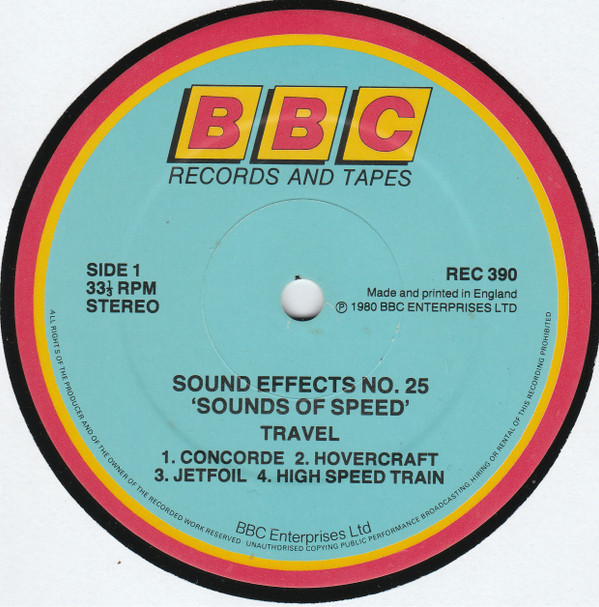 BBC
RECORDS AND TAPES
SIDE 1
33⅓ RPM
STEREO
REC 390
Made and printed in England
℗ 1980 BBC ENTERPRISES LTD
SOUND EFFECTS NO. 25
‘SOUNDS OF SPEED’
TRAVEL
1. CONCORDE 2. HOVERCRAFT
3. JETFOIL 4. HIGH SPEED TRAIN
BBC Enterprises Ltd
ALL RIGHTS OF THE PRODUCER AND OF THE OWNER OF THE RECORDED WORK RESERVED UNAUTHORISED COPYING PUBLIC PERFORMANCE BROADCASTING, HIRING OR RENTAL OF THIS RECORDING PROHIBITED